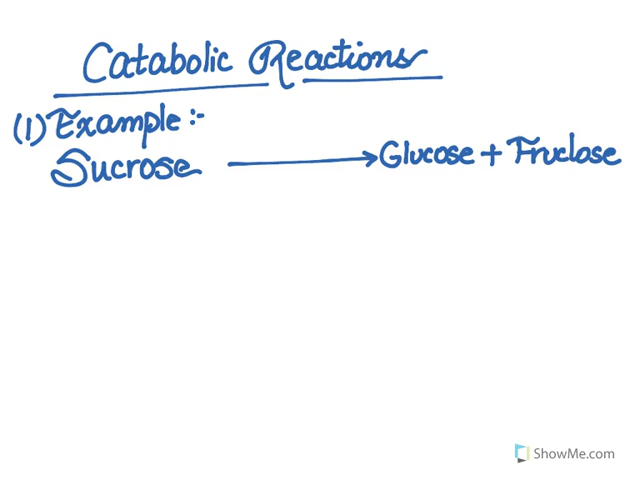 Catabolic Reactions
(1) Example :-
Sucrose → Glucose + Fructose
ShowMe.com